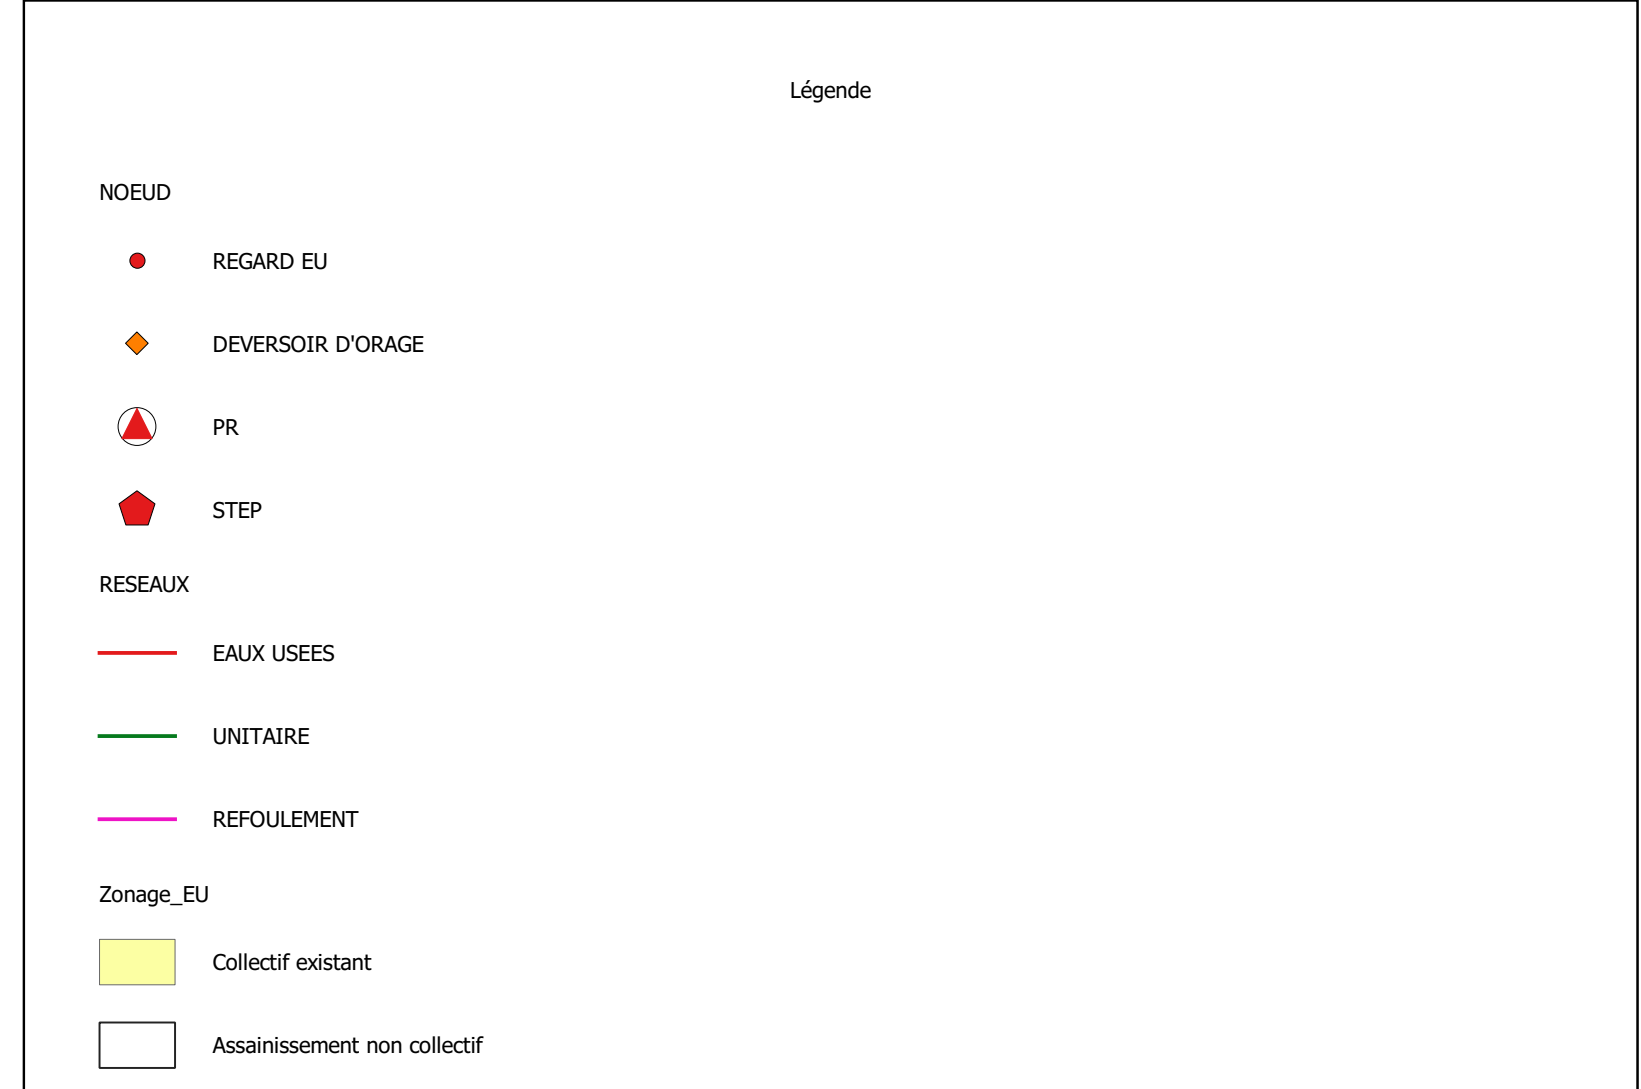 Légende
NOEUD
REGARD EU
DEVERSOIR D'ORAGE
PR
STEP
RESEAUX
EAUX USEES
UNITAIRE
REFOULEMENT
Zonage_EU
Collectif existant
Assainissement non collectif